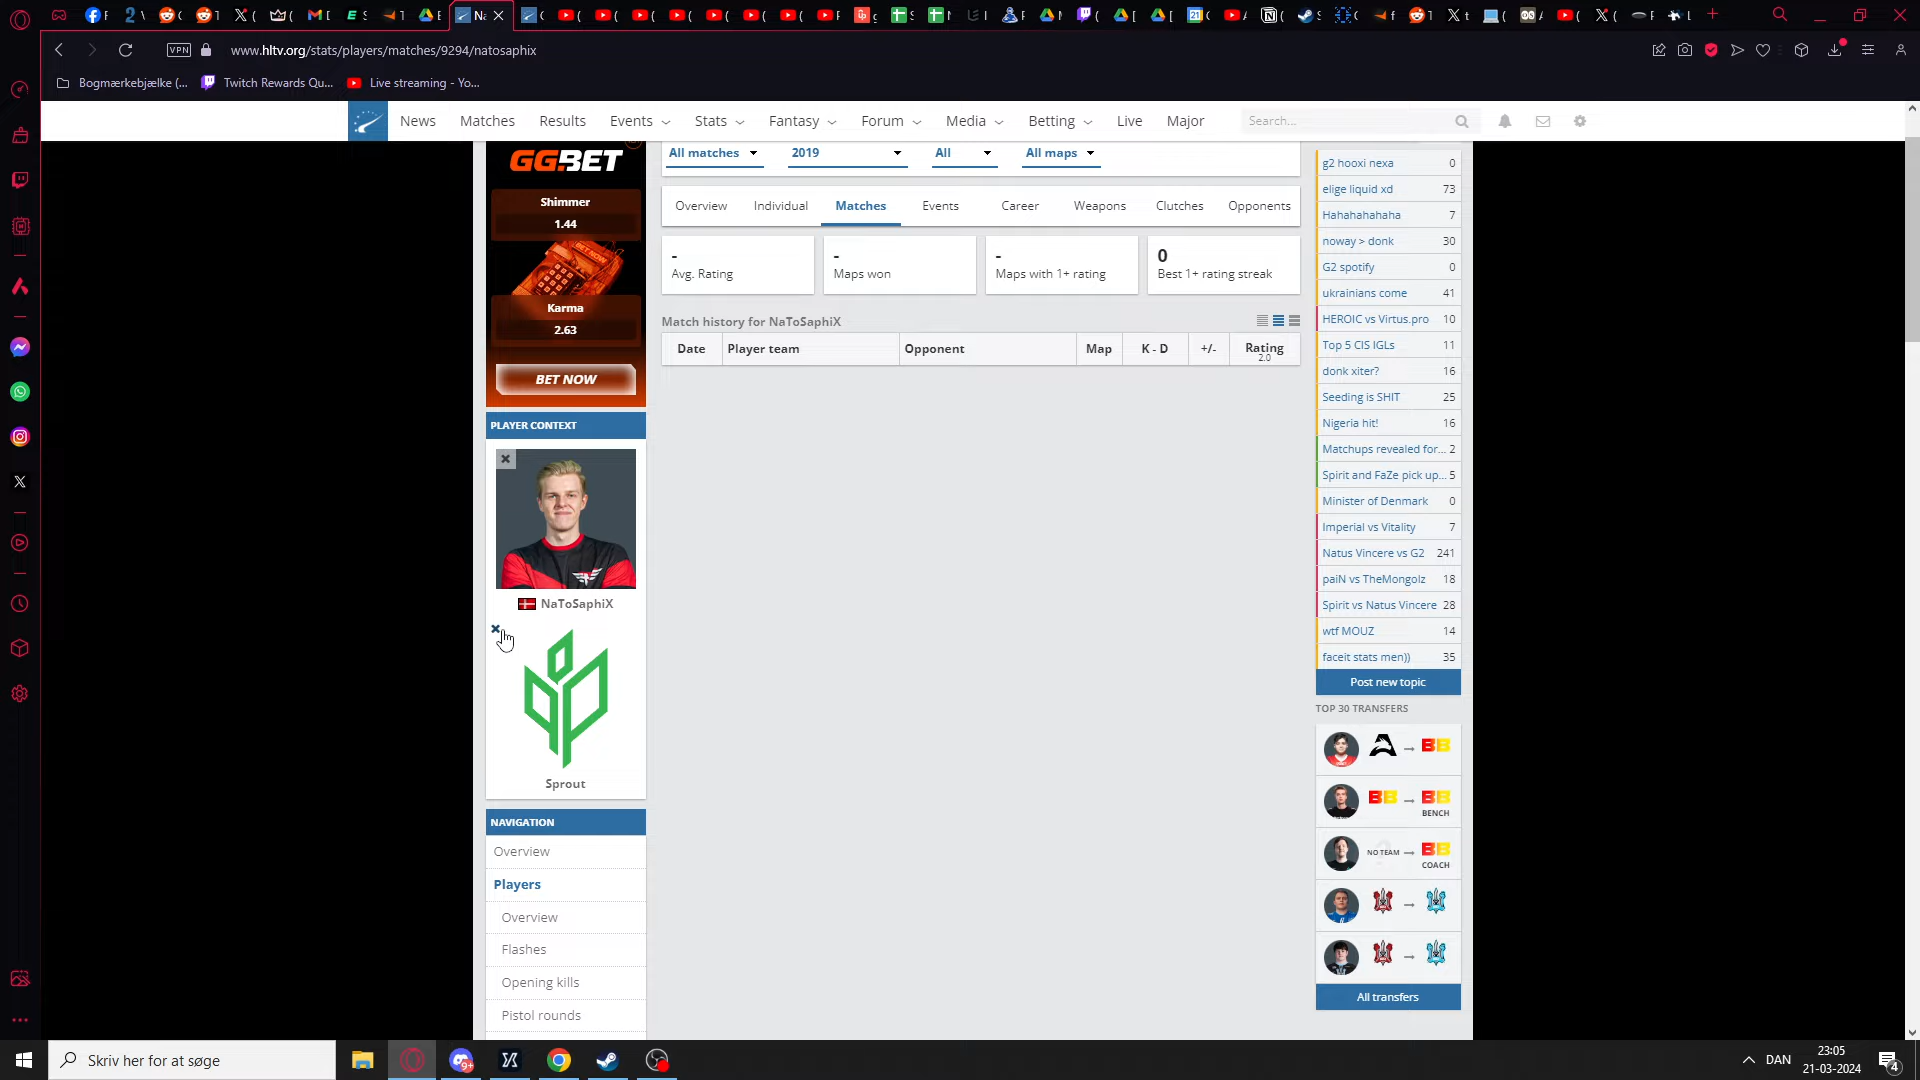 www.hltv.org/stats/players/matches/9294/natosaphix
VPN
Bogmærkebjælke (...
Twitch Rewards Qu...
Live streaming - Yo...
News
Matches
Results
Events
Stats
Fantasy
Forum
Media
Betting
Live
Major
Search...
GG.BET
Shimmer
1.44
Karma
2.63
BET NOW
PLAYER CONTEXT
NaToSaphiX
Sprout
NAVIGATION
Overview
Players
Overview
Flashes
Opening kills
Pistol rounds
All matches
2019
All
All maps
Overview
Individual
Matches
Events
Career
Weapons
Clutches
Opponents
-
Avg. Rating
-
Maps won
-
Maps with 1+ rating
0
Best 1+ rating streak
Match history for NaToSaphiX
Date
Player team
Opponent
Map
K - D
+/-
Rating
2.0
g2 hooxi nexa 0
elige liquid xd 73
Hahahahahaha 7
noway > donk 30
G2 spotify 0
ukrainians come 41
HEROIC vs Virtus.pro 10
Top 5 CIS IGLs 11
donk xiter? 16
Seeding is SHIT 25
Nigeria hit! 16
Matchups revealed for... 2
Spirit and FaZe pick up... 5
Minister of Denmark 0
Imperial vs Vitality 7
Natus Vincere vs G2 241
paiN vs TheMongolz 18
Spirit vs Natus Vincere 28
wtf MOUZ 14
faceit stats men)) 35
Post new topic
TOP 30 TRANSFERS
BB
BB
BB
BENCH
NO TEAM
BB
COACH
All transfers
Skriv her for at søge
9+
DAN
23:05
21-03-2024
4